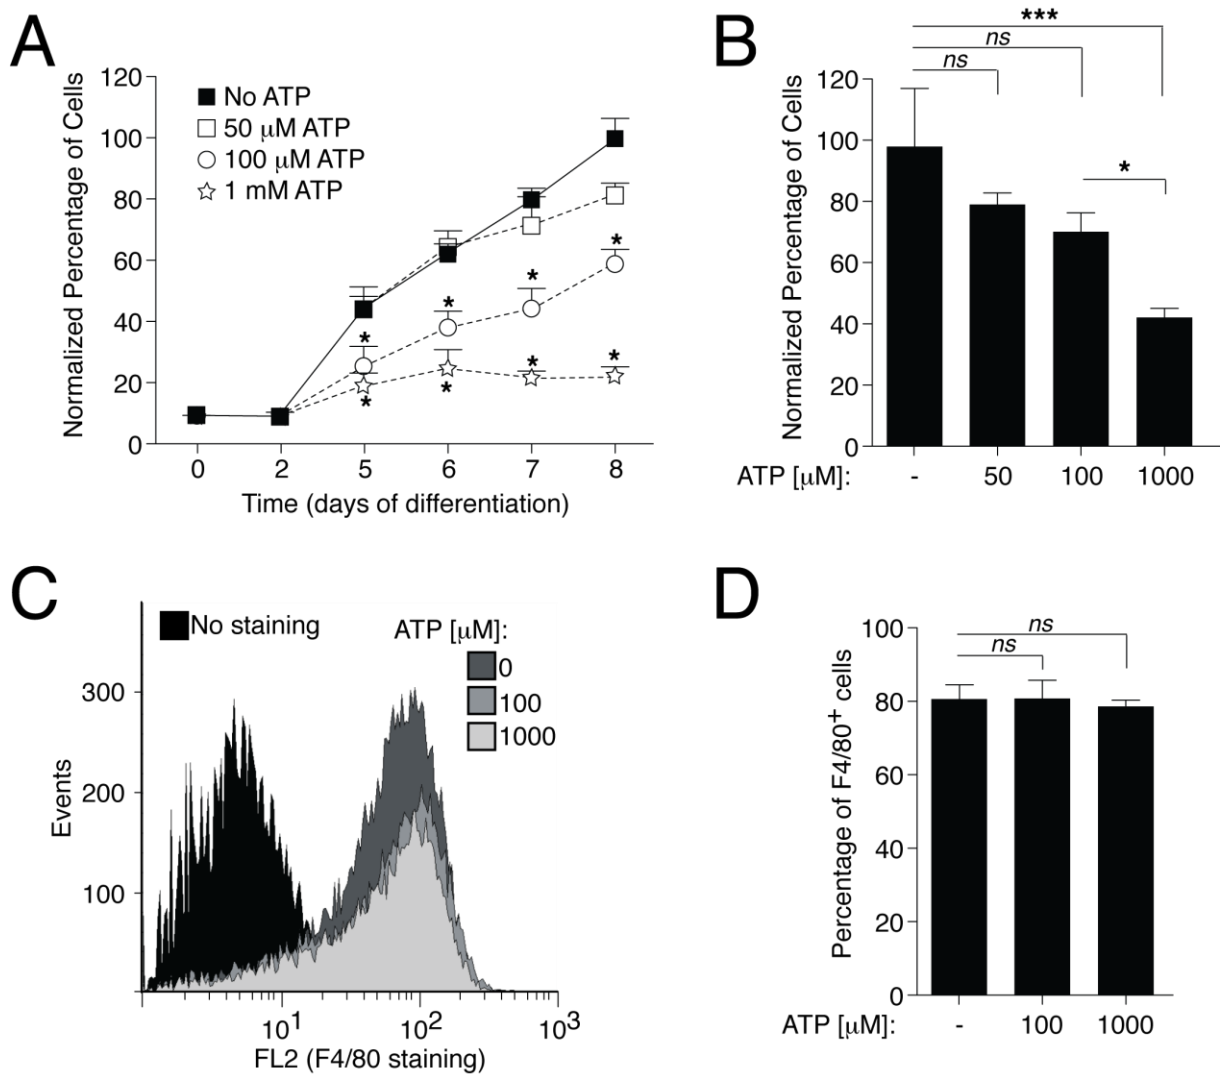 A
Normalized Percentage of Cells
120
100
80
60
40
20
0
No ATP
50 μM ATP
100 μM ATP
1 mM ATP
*
*
*
*
*
*
*
*
0 2 5 6 7 8
Time (days of differentiation)
B
***
ns
ns
*
Normalized Percentage of Cells
120
100
80
60
40
20
0
ATP [μM]: - 50 100 1000
C
No staining
ATP [μM]:
0
100
1000
Events
300
200
100
10¹ 10² 10³
FL2 (F4/80 staining)
D
ns
ns
Percentage of F4/80⁺ cells
100
80
60
40
20
0
ATP [μM]: - 100 1000